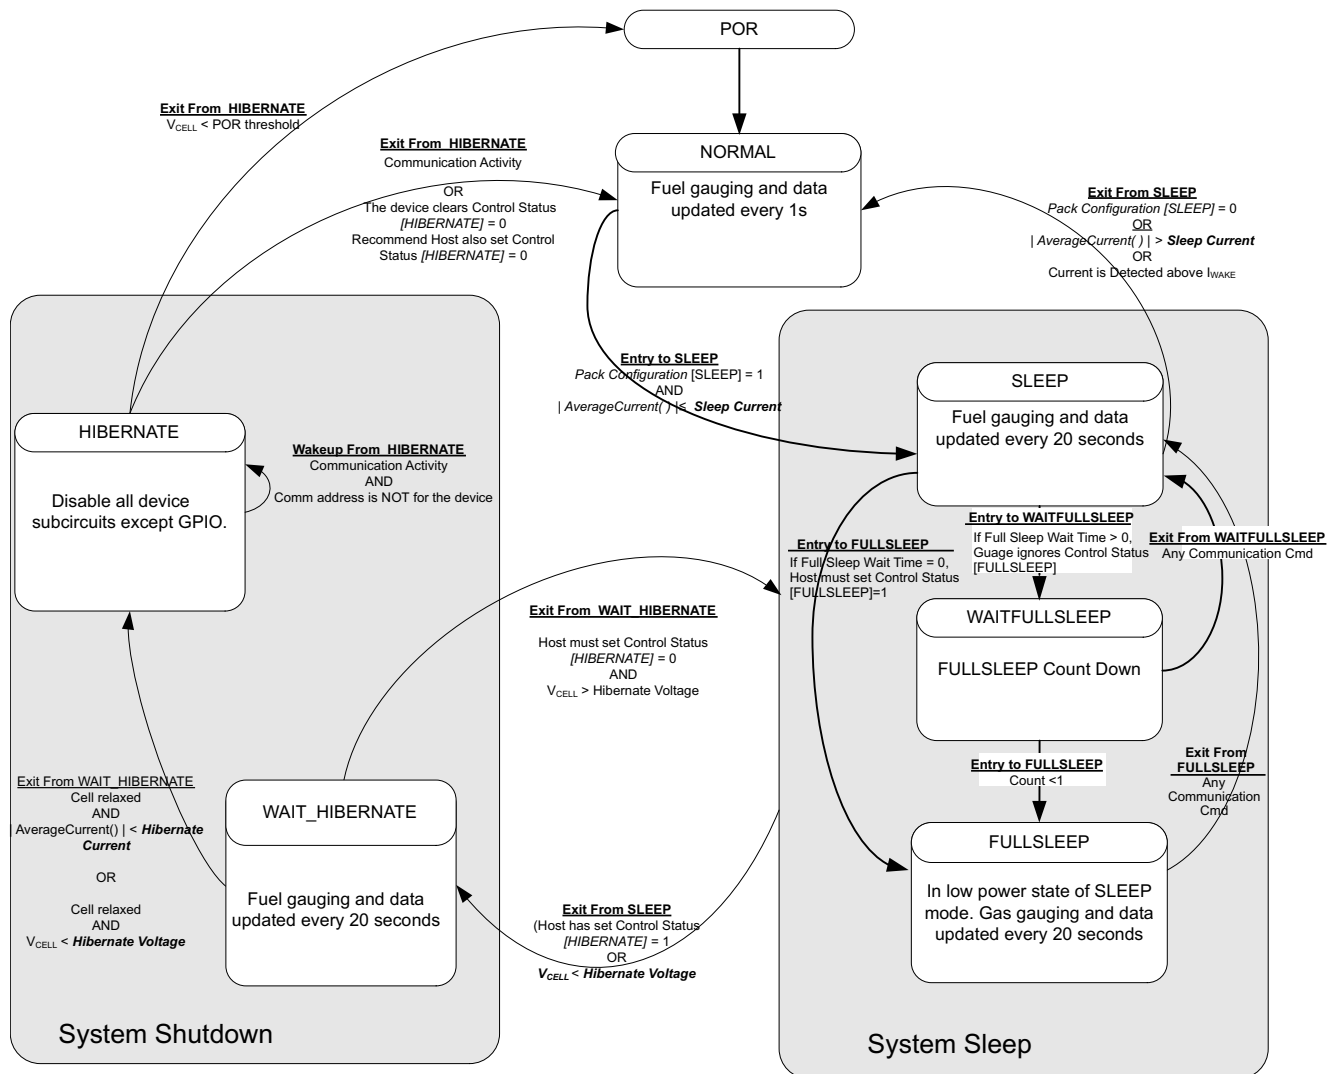 POR
Exit From HIBERNATE
VCELL < POR threshold
Exit From HIBERNATE
Communication Activity
OR
The device clears Control Status
[HIBERNATE] = 0
Recommend Host also set Control
Status [HIBERNATE] = 0
NORMAL
Fuel gauging and data
updated every 1s
Exit From SLEEP
Pack Configuration [SLEEP] = 0
OR
| AverageCurrent( ) | > Sleep Current
OR
Current is Detected above IWAKE
Entry to SLEEP
Pack Configuration [SLEEP] = 1
AND
| AverageCurrent( ) |≤ Sleep Current
SLEEP
Fuel gauging and data
updated every 20 seconds
HIBERNATE
Disable all device
subcircuits except GPIO.
Wakeup From HIBERNATE
Communication Activity
AND
Comm address is NOT for the device
Entry to WAITFULLSLEEP
If Full Sleep Wait Time > 0,
Guage ignores Control Status
[FULLSLEEP]
Exit From WAITFULLSLEEP
Any Communication Cmd
Entry to FULLSLEEP
If Full Sleep Wait Time = 0,
Host must set Control Status
[FULLSLEEP]=1
WAITFULLSLEEP
FULLSLEEP Count Down
Exit From WAIT_HIBERNATE
Host must set Control Status
[HIBERNATE] = 0
AND
VCELL > Hibernate Voltage
Entry to FULLSLEEP
Count <1
Exit From
FULLSLEEP
Any
Communication
Cmd
Exit From WAIT_HIBERNATE
Cell relaxed
AND
| AverageCurrent() | < Hibernate
Current
OR
Cell relaxed
AND
VCELL < Hibernate Voltage
WAIT_HIBERNATE
Fuel gauging and data
updated every 20 seconds
FULLSLEEP
In low power state of SLEEP
mode. Gas gauging and data
updated every 20 seconds
Exit From SLEEP
(Host has set Control Status
[HIBERNATE] = 1
OR
VCELL < Hibernate Voltage
System Shutdown
System Sleep